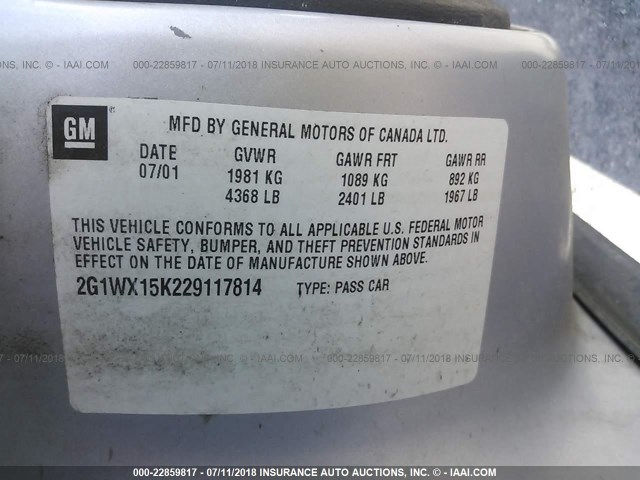 000-22859817 - 07/11/2018 INSURANCE AUTO AUCTIONS, INC. - © IAAI.COM
GM
MFD BY GENERAL MOTORS OF CANADA LTD.
DATE GVWR GAWR FRT GAWR RR
07/01 1981 KG 1089 KG 892 KG
4368 LB 2401 LB 1967 LB
THIS VEHICLE CONFORMS TO ALL APPLICABLE U.S. FEDERAL MOTOR
VEHICLE SAFETY, BUMPER, AND THEFT PREVENTION STANDARDS IN
EFFECT ON THE DATE OF MANUFACTURE SHOWN ABOVE.
2G1WX15K229117814 TYPE: PASS CAR
000-22859817 - 07/11/2018 INSURANCE AUTO AUCTIONS, INC. - © IAAI.COM
000-22859817 - 07/11/2018 INSURANCE AUTO AUCTIONS, INC. - © IAAI.COM